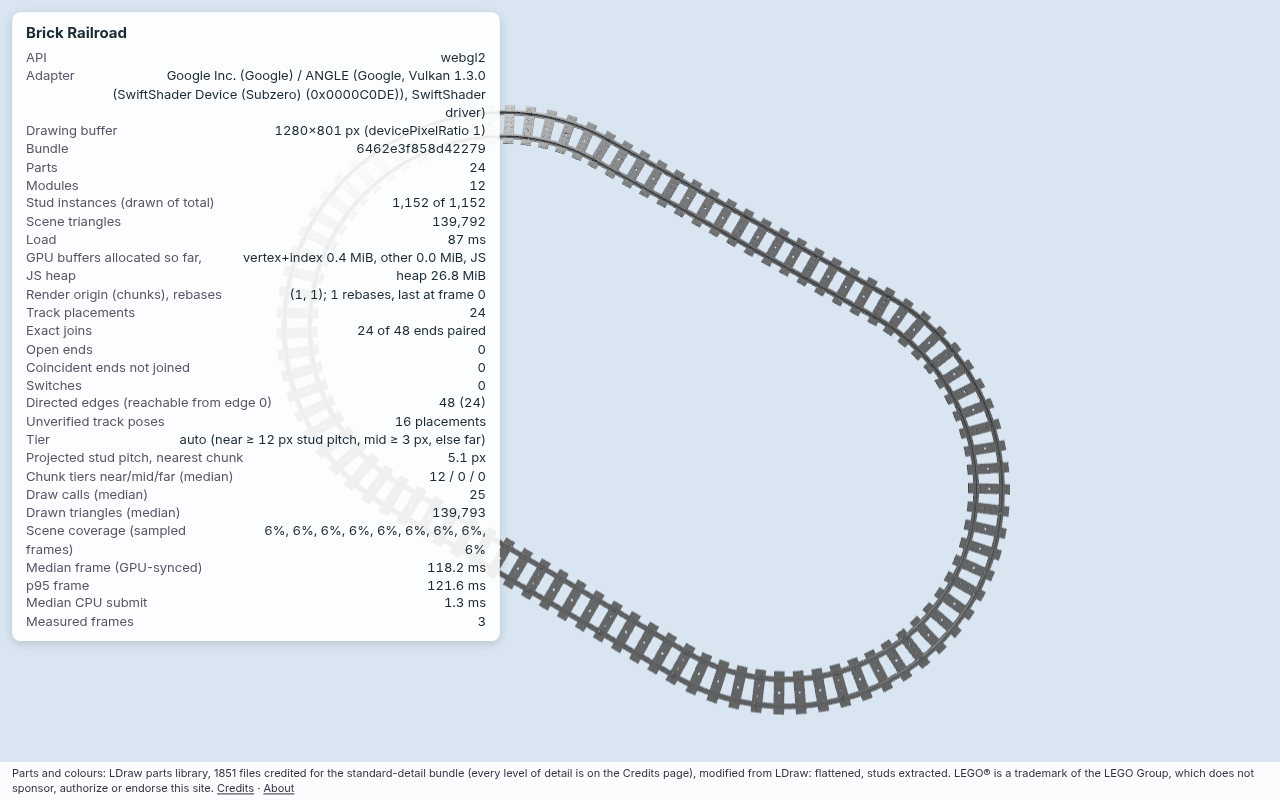 Brick Railroad
API webgl2
Adapter Google Inc. (Google) / ANGLE (Google, Vulkan 1.3.0
(SwiftShader Device (Subzero) (0x0000C0DE)), SwiftShader
driver)
Drawing buffer 1280×801 px (devicePixelRatio 1)
Bundle 6462e3f858d42279
Parts 24
Modules 12
Stud instances (drawn of total) 1,152 of 1,152
Scene triangles 139,792
Load 87 ms
GPU buffers allocated so far, vertex+index 0.4 MiB, other 0.0 MiB, JS
JS heap heap 26.8 MiB
Render origin (chunks), rebases (1, 1); 1 rebases, last at frame 0
Track placements 24
Exact joins 24 of 48 ends paired
Open ends 0
Coincident ends not joined 0
Switches 0
Directed edges (reachable from edge 0) 48 (24)
Unverified track poses 16 placements
Tier auto (near ≥ 12 px stud pitch, mid ≥ 3 px, else far)
Projected stud pitch, nearest chunk 5.1 px
Chunk tiers near/mid/far (median) 12 / 0 / 0
Draw calls (median) 25
Drawn triangles (median) 139,793
Scene coverage (sampled 6%, 6%, 6%, 6%, 6%, 6%, 6%, 6%,
frames) 6%
Median frame (GPU-synced) 118.2 ms
p95 frame 121.6 ms
Median CPU submit 1.3 ms
Measured frames 3
Parts and colours: LDraw parts library, 1851 files credited for the standard-detail bundle (every level of detail is on the Credits page), modified from LDraw: flattened, studs extracted. LEGO® is a trademark of the LEGO Group, which does not
sponsor, authorize or endorse this site. Credits · About